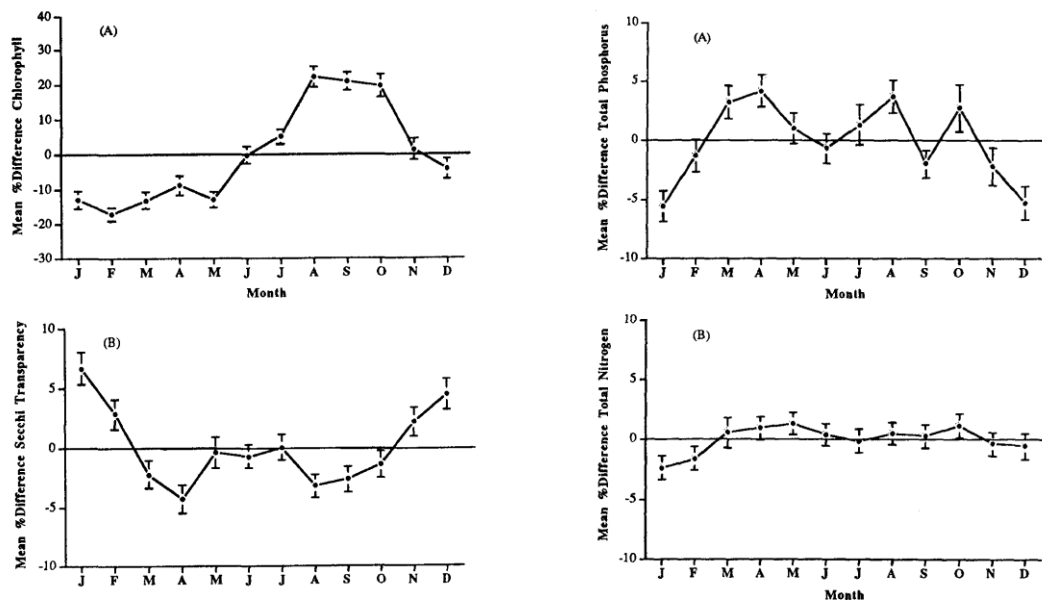 (A)
Mean %Difference Chlorophyll
40
30
20
10
0
-10
-20
-30
J F M A M J J A S O N D
Month
(A)
Mean %Difference Total Phosphorus
10
5
0
-5
-10
J F M A M J J A S O N D
Month
(B)
Mean %Difference Secchi Transparency
10
5
0
-5
-10
J F M A M J J A S O N D
(B)
Mean %Difference Total Nitrogen
10
5
0
-5
-10
J F M A M J J A S O N D
Month